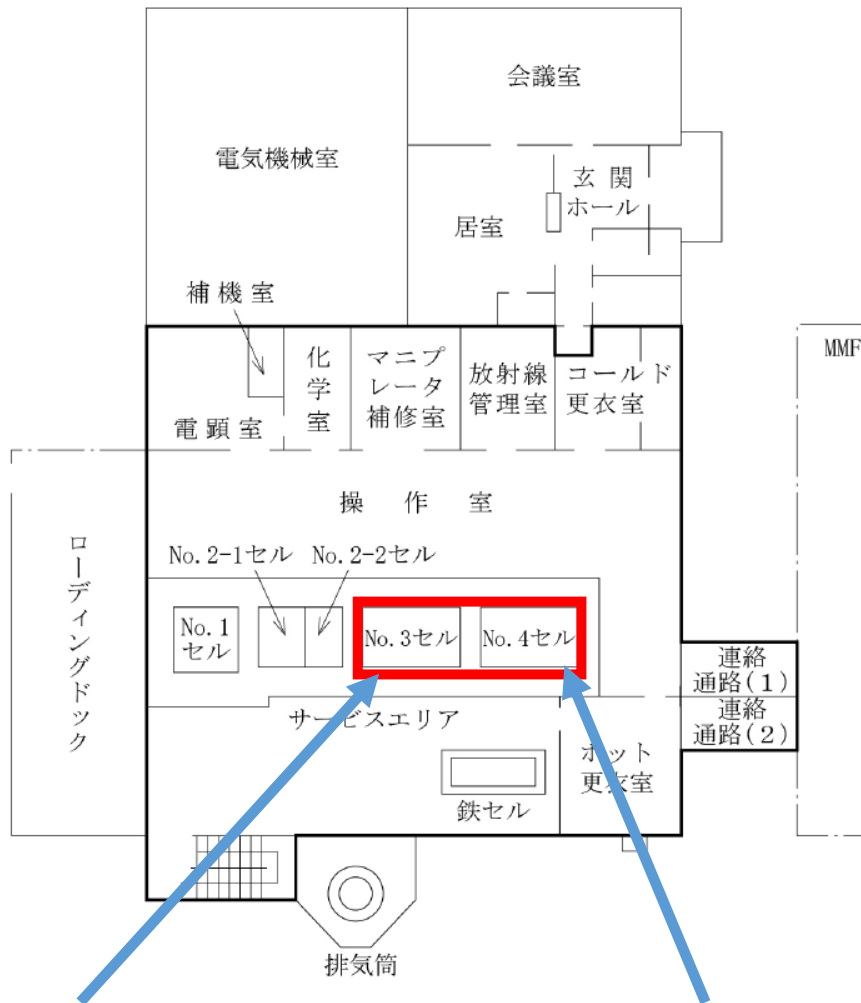 会議室
電気機械室
玄関
ホール
居室
補機室
化
学
室
マニプ
レータ
補修室
放射線
管理室
コールド
更衣室
MMF
電顕室
操作室
ローディングドック
No.2-1セル
No.2-2セル
No.1
セル
No.3セル
No.4セル
連絡
通路(1)
連絡
通路(2)
サービスエリア
ホット
更衣室
鉄セル
排気筒